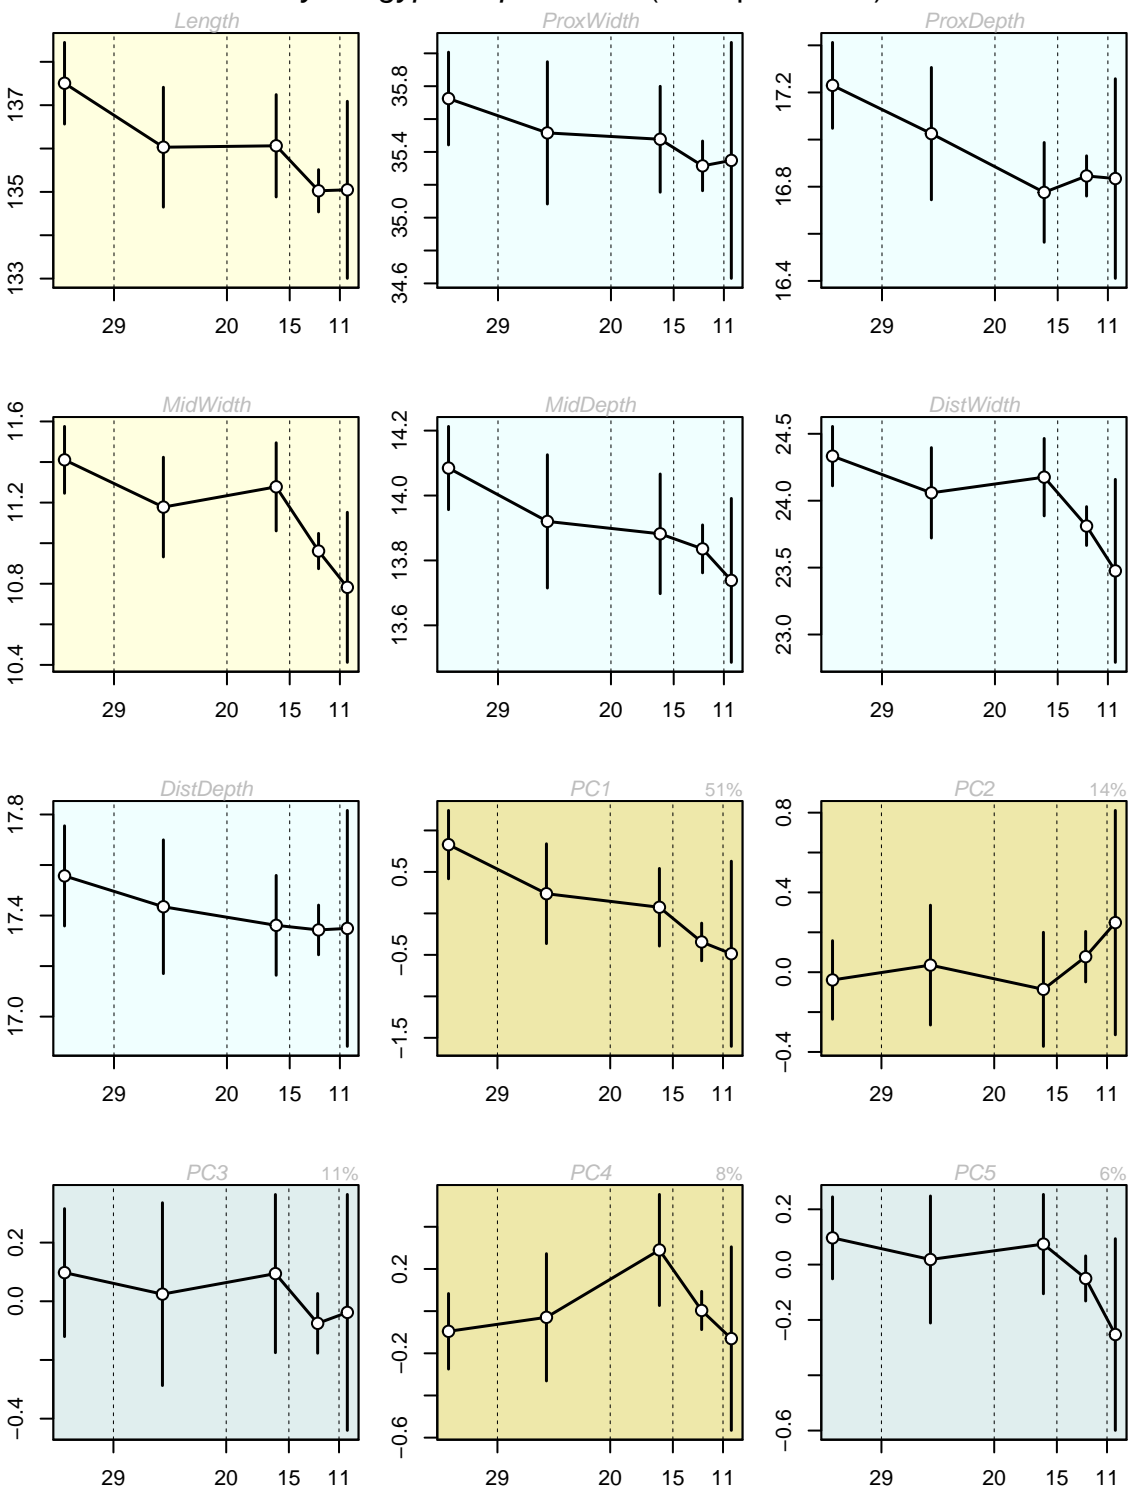 Length
137
135
133
29 20 15 11
ProxWidth
35.8
35.4
35.0
34.6
29 20 15 11
ProxDepth
17.2
16.8
16.4
29 20 15 11
MidWidth
11.6
11.2
10.8
10.4
29 20 15 11
MidDepth
14.2
14.0
13.8
13.6
29 20 15 11
DistWidth
24.5
24.0
23.5
23.0
29 20 15 11
DistDepth
17.8
17.4
17.0
29 20 15 11
PC1 51%
0.5
−0.5
−1.5
29 20 15 11
PC2 14%
0.8
0.4
0.0
−0.4
29 20 15 11
PC3 11%
0.2
0.0
−0.4
29 20 15 11
PC4 8%
0.2
−0.2
−0.6
29 20 15 11
PC5 6%
0.2
0.0
−0.2
−0.6
29 20 15 11